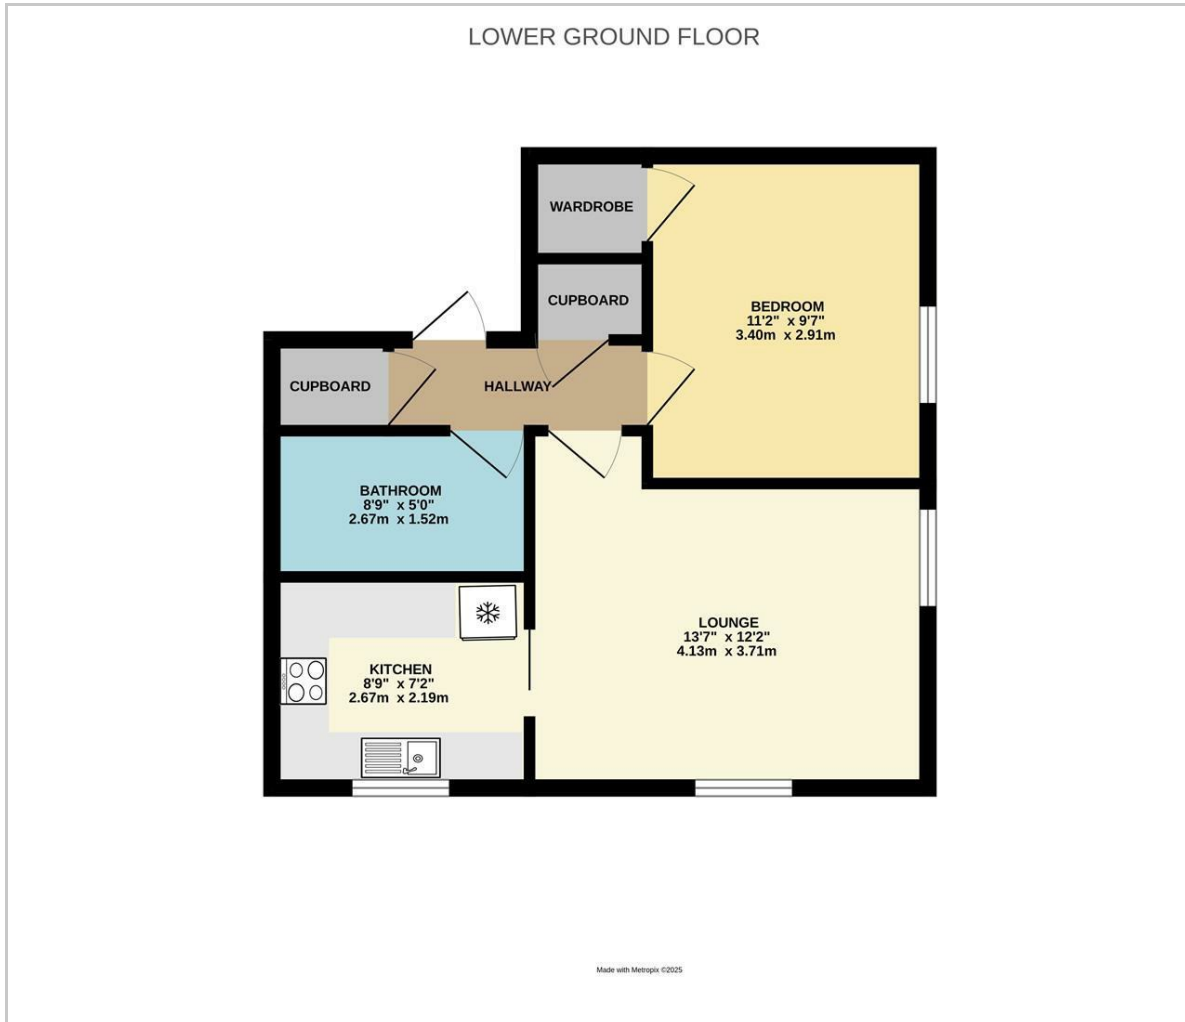 LOWER GROUND FLOOR
WARDROBE
CUPBOARD
BEDROOM
11'2" x 9'7"
3.40m x 2.91m
CUPBOARD
HALLWAY
BATHROOM
8'9" x 5'0"
2.67m x 1.52m
LOUNGE
13'7" x 12'2"
4.13m x 3.71m
KITCHEN
8'9" x 7'2"
2.67m x 2.19m
Made with Metropix ©2025